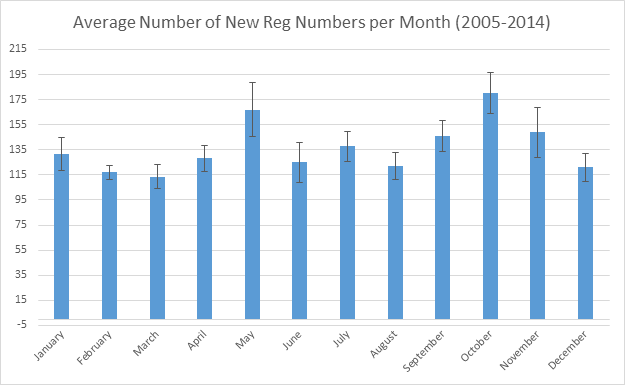 Average Number of New Reg Numbers per Month (2005-2014)
215
195
175
155
135
115
95
75
55
35
15
-5
January
February
March
April
May
June
July
August
September
October
November
December